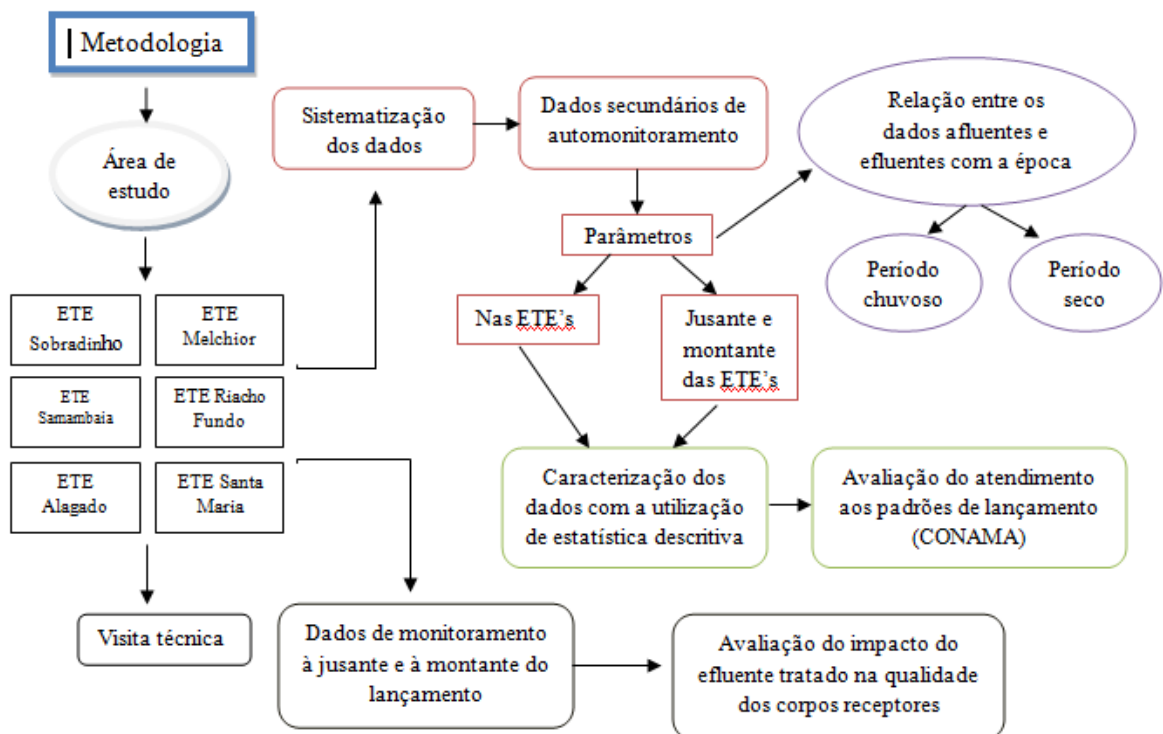 Metodologia
Área de
estudo
ETE
Sobradinho
ETE
Melchior
ETE
Samambaia
ETE Riacho
Fundo
ETE
Alagado
ETE Santa
Maria
Visita técnica
Sistematização
dos dados
Dados secundários de
automonitoramento
Parâmetros
Relação entre os
dados afluentes e
efluentes com a época
Período
chuvoso
Período
seco
Nas ETE's
Jusante e
montante
das ETE's
Caracterização dos
dados com a utilização
de estatística descritiva
Avaliação do atendimento
aos padrões de lançamento
(CONAMA)
Dados de monitoramento
à jusante e à montante do
lançamento
Avaliação do impacto do
efluente tratado na qualidade
dos corpos receptores